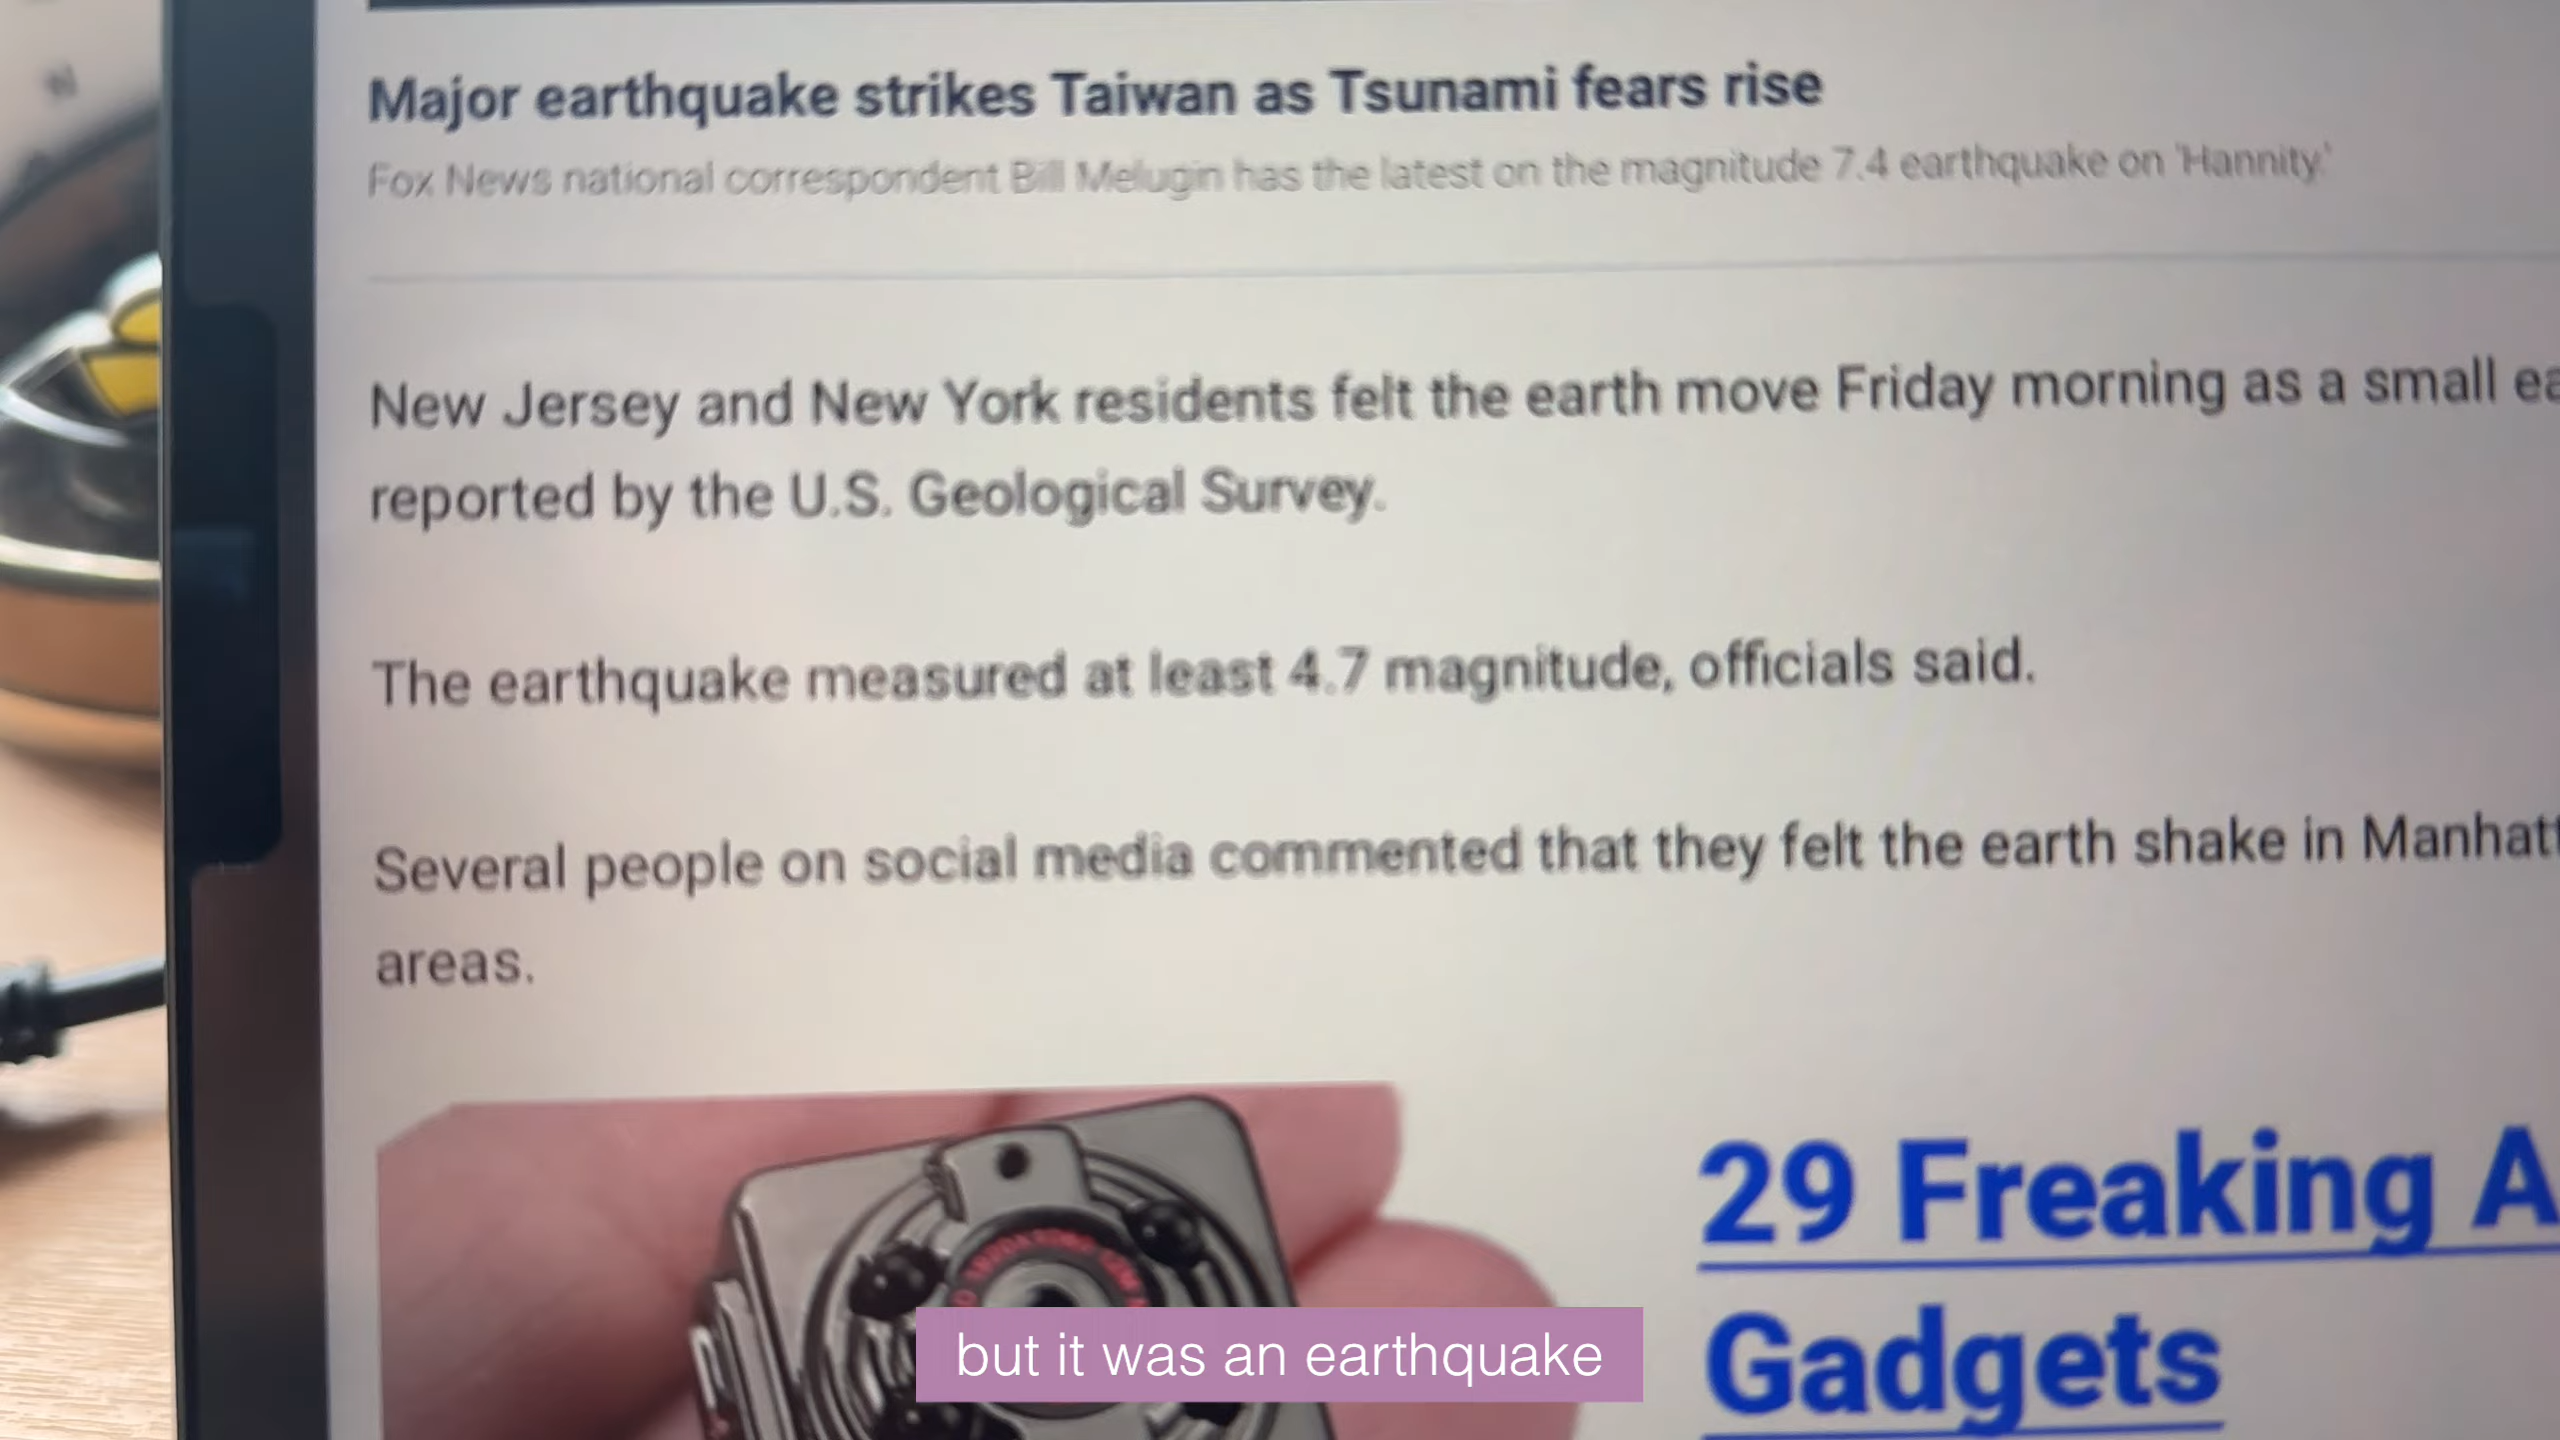 Major earthquake strikes Taiwan as Tsunami fears rise
Fox News national correspondent Bill Melugin has the latest on the magnitude 7.4 earthquake on 'Hannity.'
New Jersey and New York residents felt the earth move Friday morning as a small ea
reported by the U.S. Geological Survey.
The earthquake measured at least 4.7 magnitude, officials said.
Several people on social media commented that they felt the earth shake in Manhatt
areas.
29 Freaking A
Gadgets
but it was an earthquake